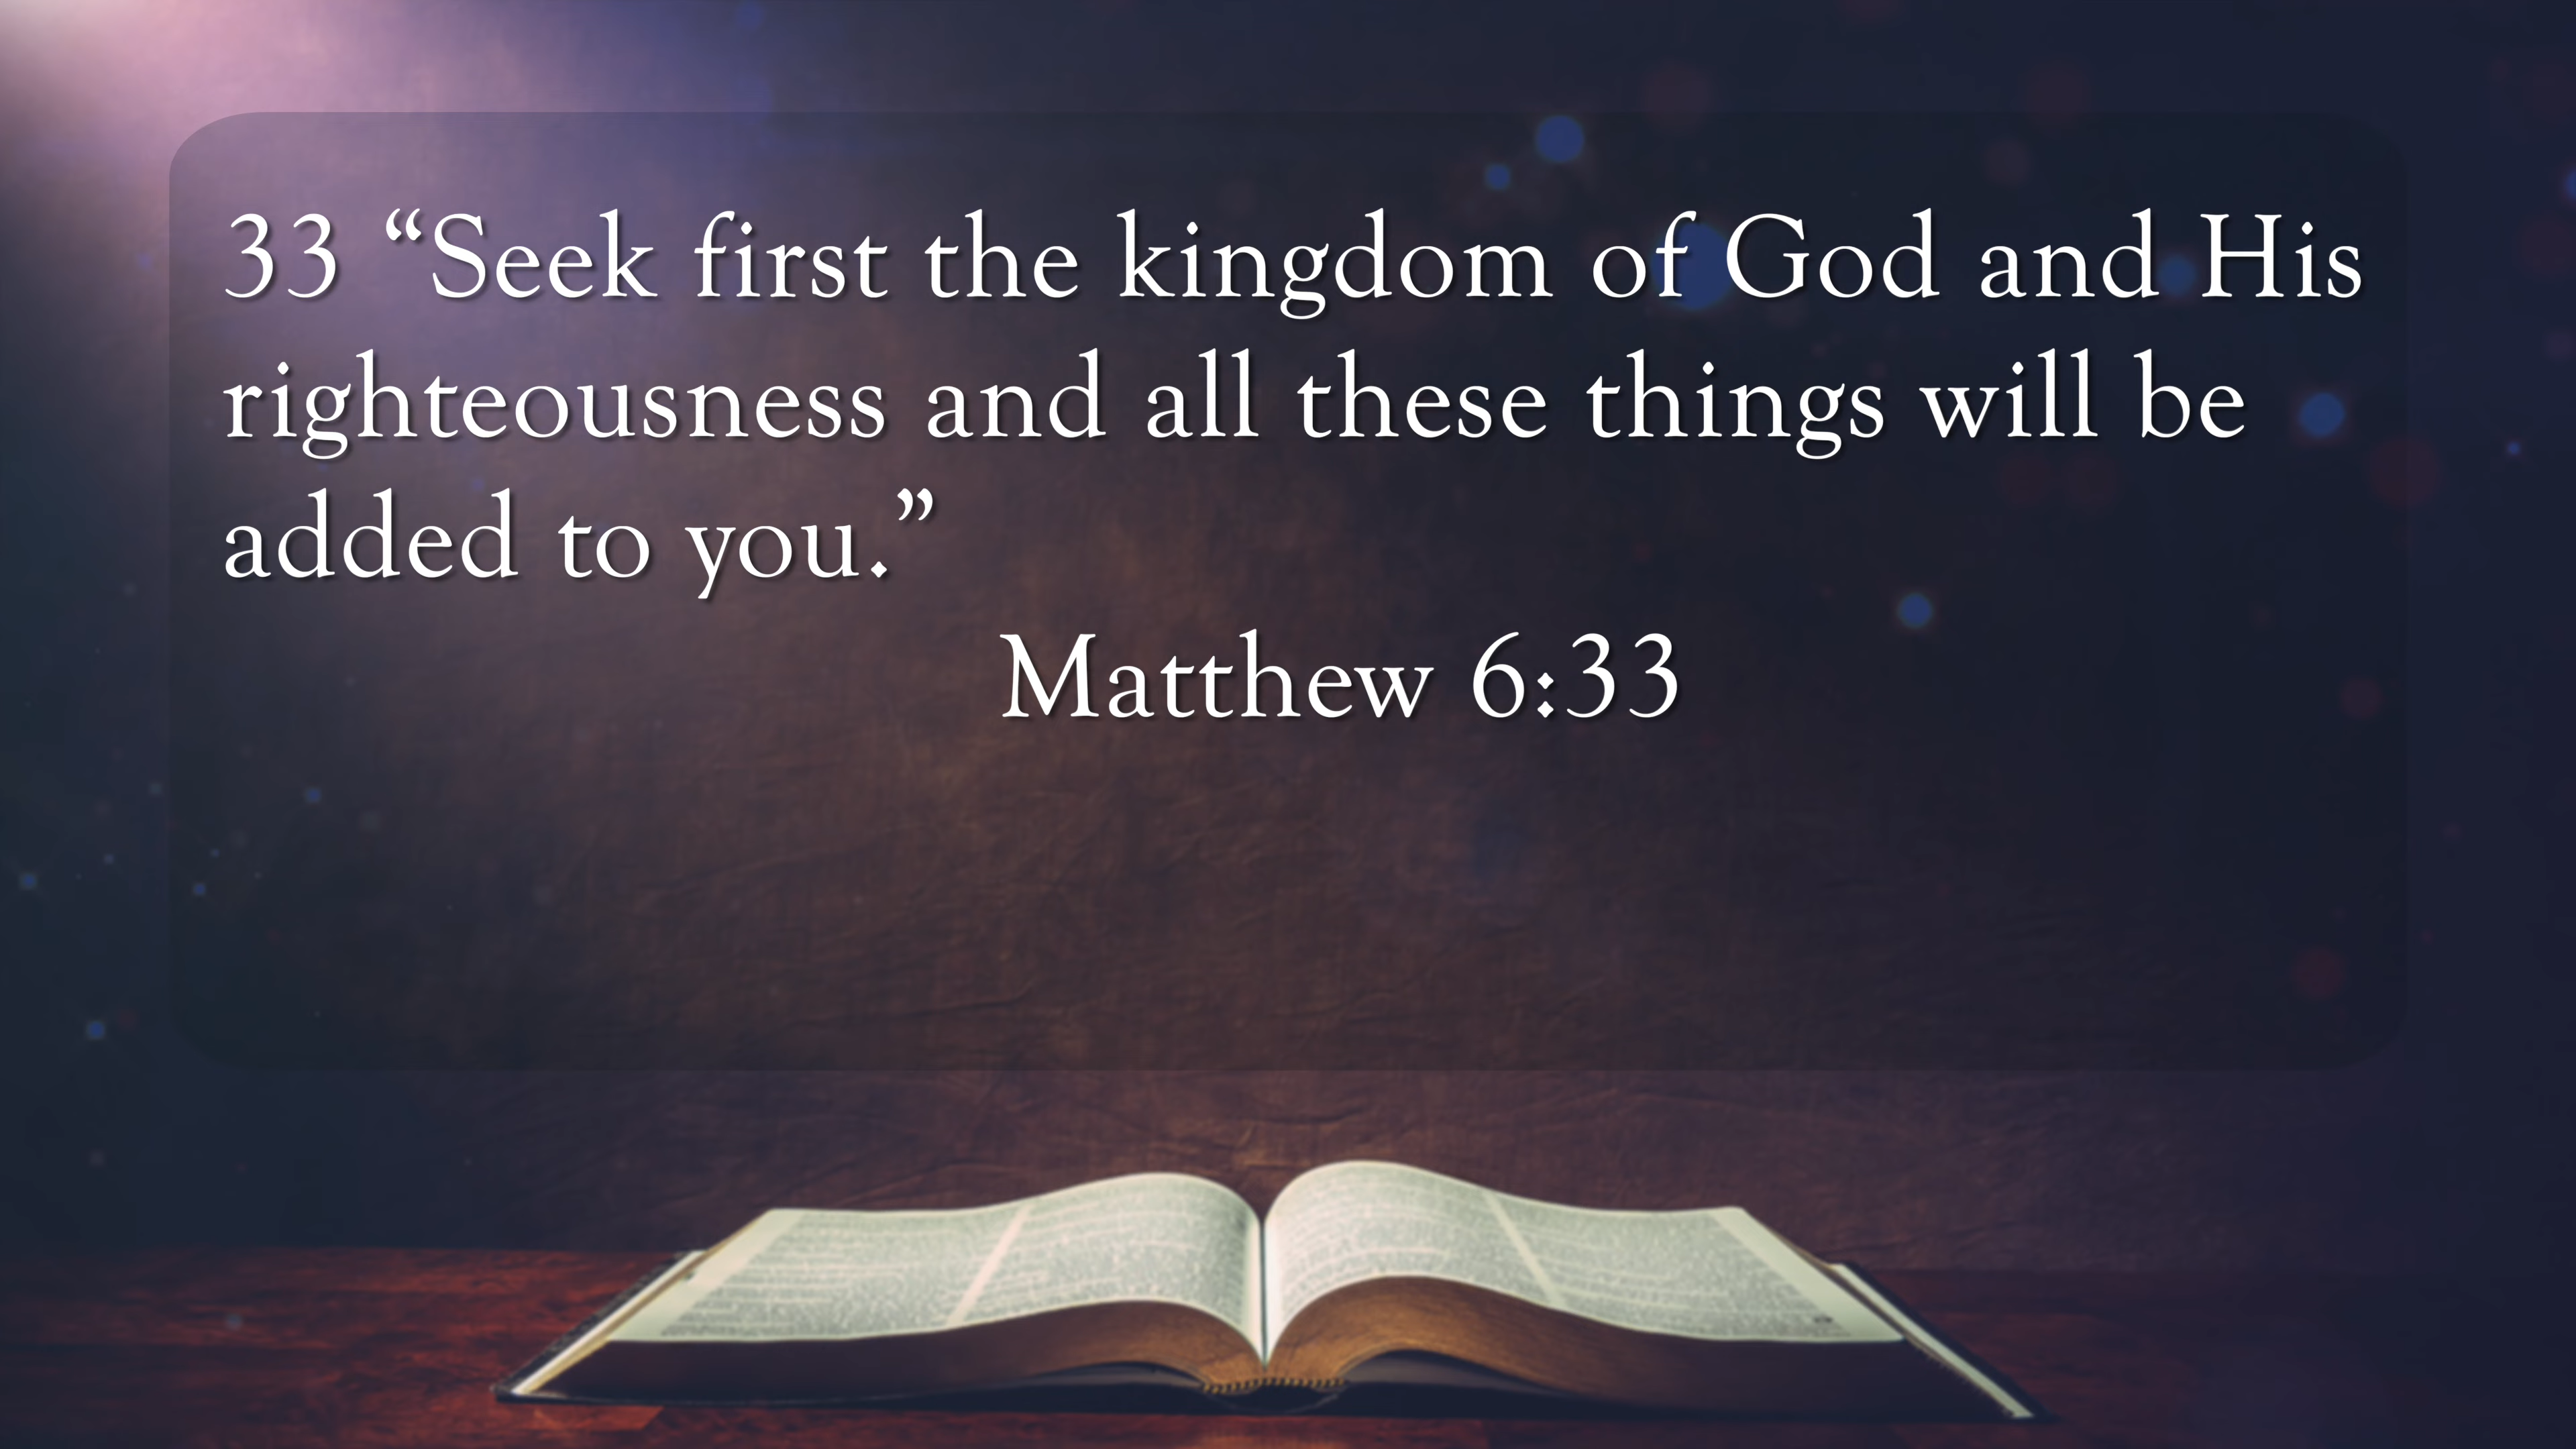 33 “Seek first the kingdom of God and His
righteousness and all these things will be
added to you.”
Matthew 6:33